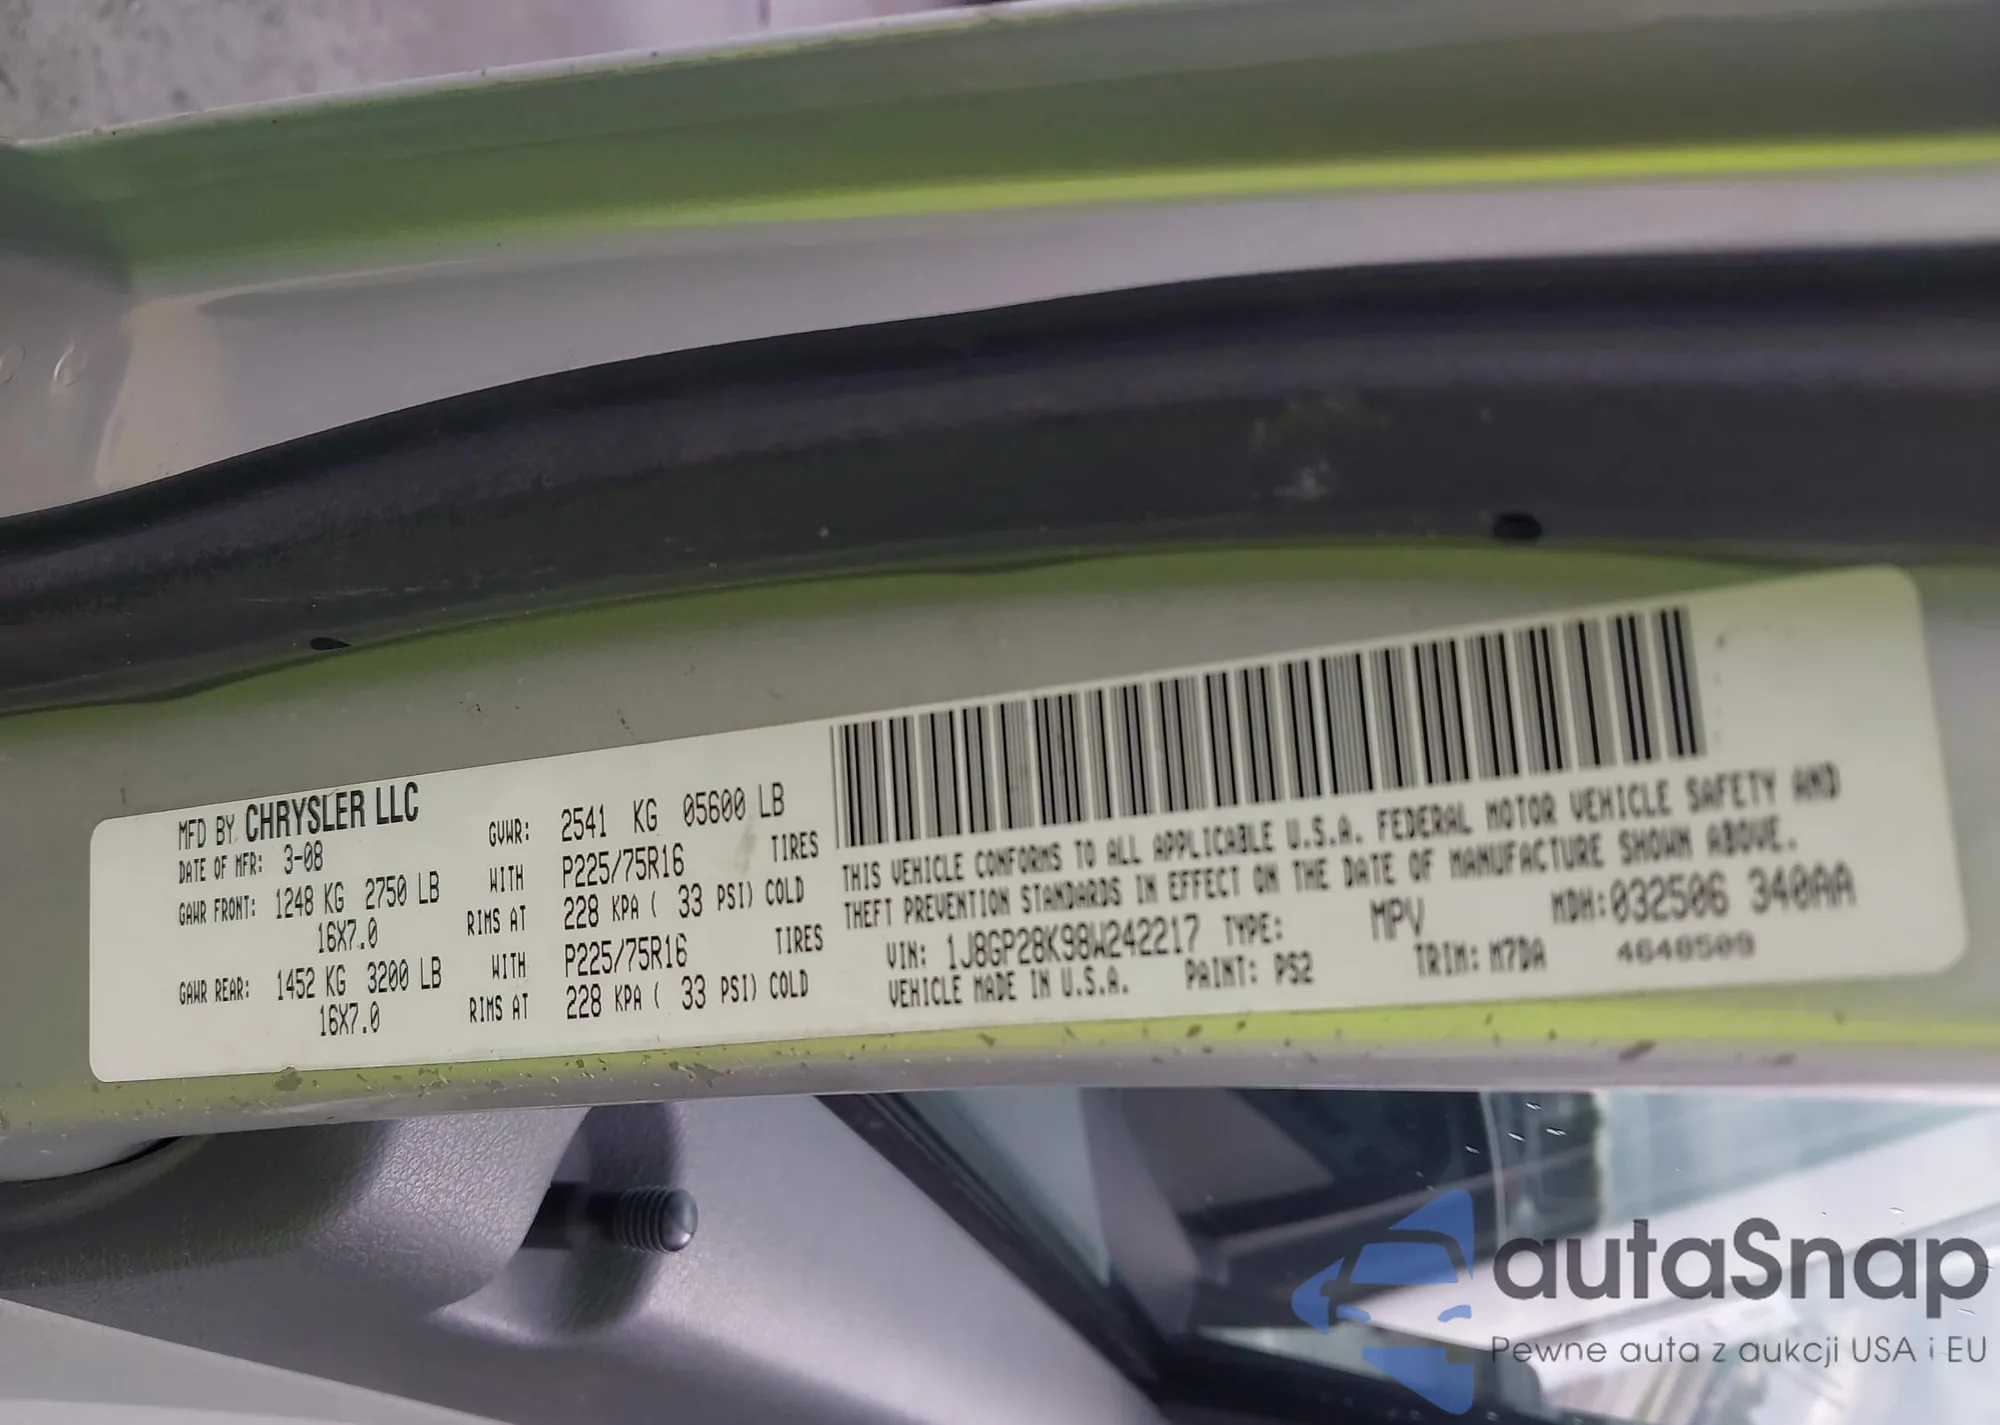 MFD BY CHRYSLER LLC
DATE OF MFR: 3-08
GVWR: 2541 KG 05600 LB
GAWR FRONT: 1248 KG 2750 LB WITH P225/75R16 TIRES
16X7.0 RIMS AT 228 KPA ( 33 PSI) COLD
GAWR REAR: 1452 KG 3200 LB WITH P225/75R16 TIRES
16X7.0 RIMS AT 228 KPA ( 33 PSI) COLD
THIS VEHICLE CONFORMS TO ALL APPLICABLE U.S.A. FEDERAL MOTOR VEHICLE SAFETY AND
THEFT PREVENTION STANDARDS IN EFFECT ON THE DATE OF MANUFACTURE SHOWN ABOVE.
VIN: 1J8GP28K98W242217 TYPE: MPV MDH:032506 340AA
VEHICLE MADE IN U.S.A. PAINT: PS2 TRIM: M7DA 4648509
autaSnap
Pewne auta z aukcji USA i EU